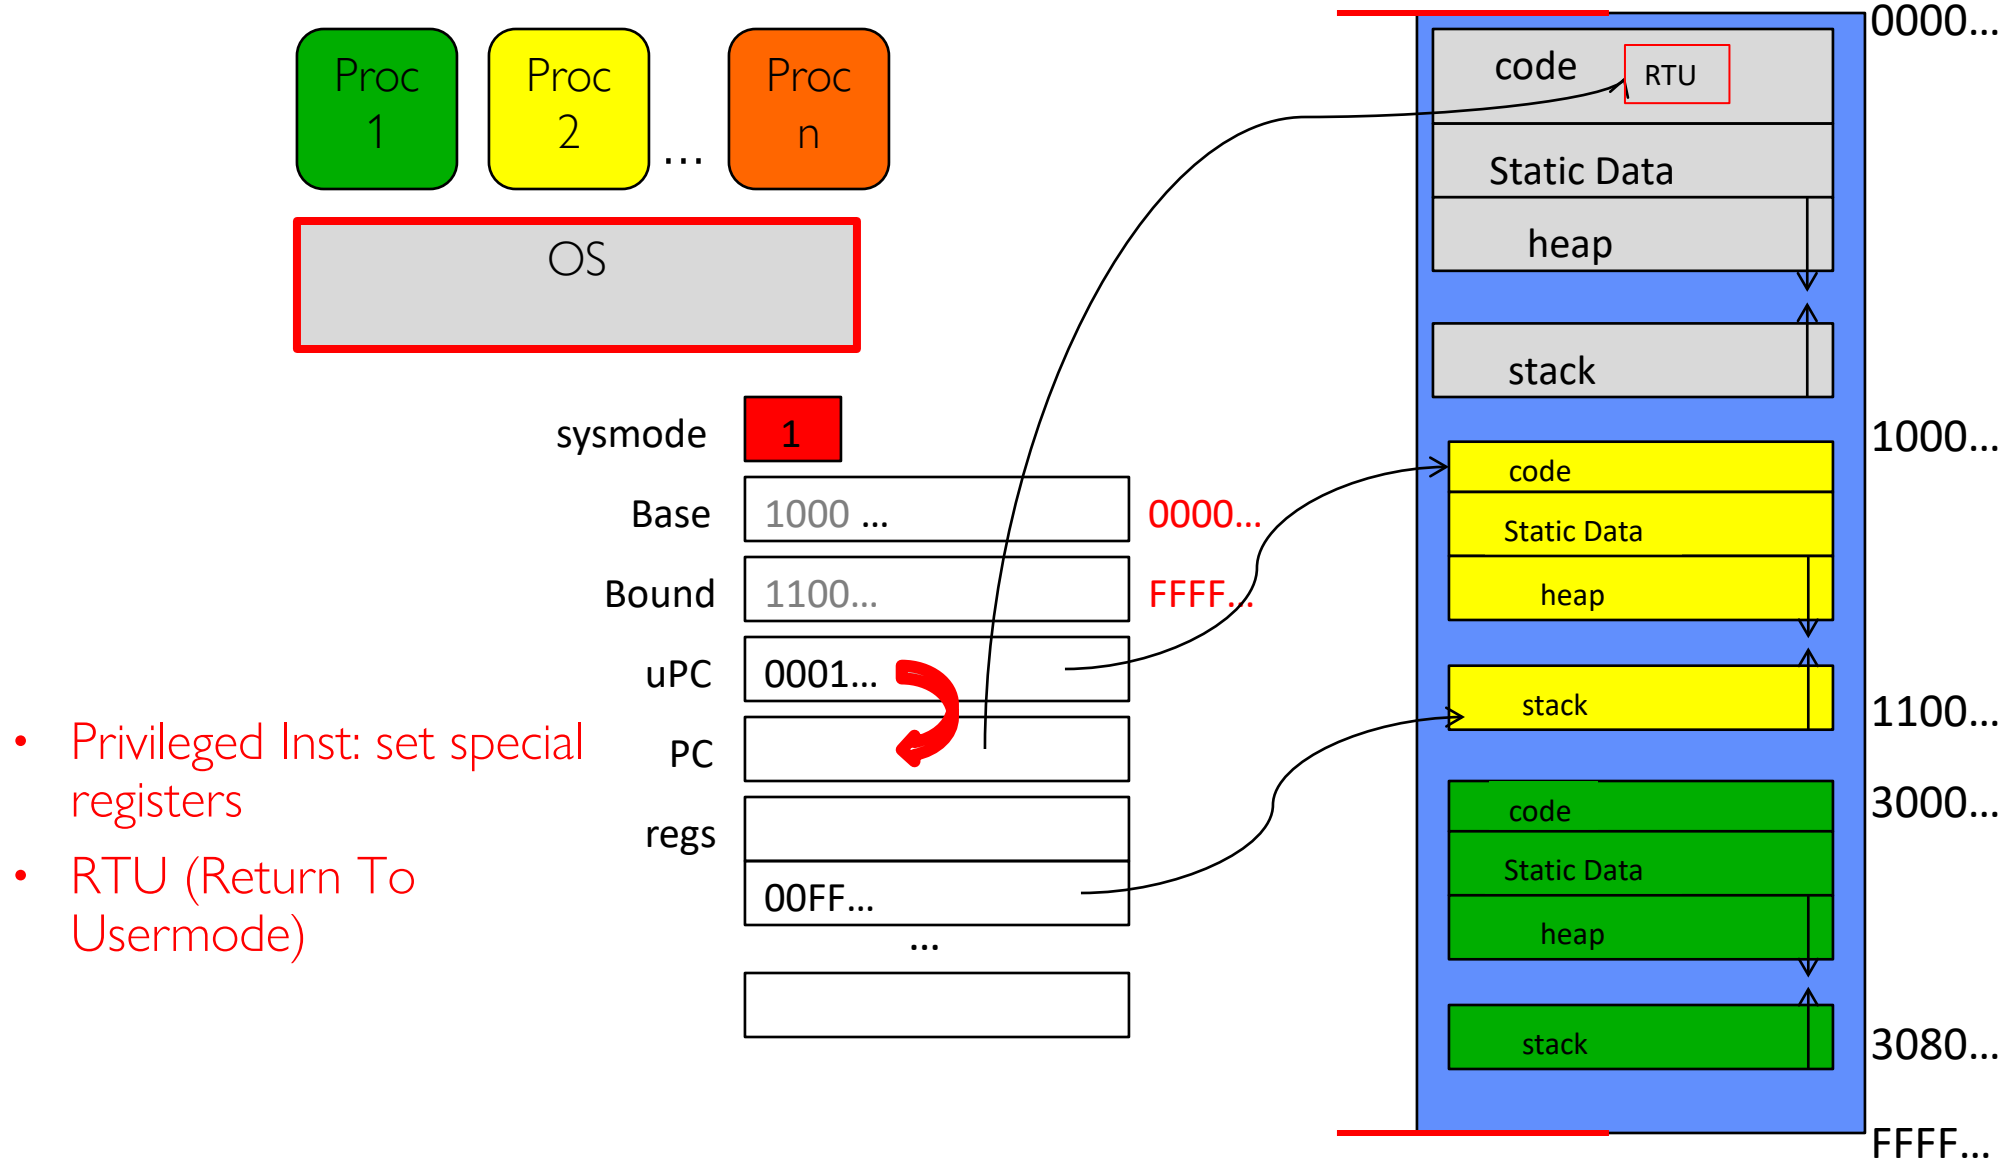 Proc
1
Proc
2
...
Proc
n
OS
sysmode
1
Base
1000 ...
0000...
Bound
1100...
FFFF...
uPC
0001...
PC
regs
00FF...
...
• Privileged Inst: set special
registers
• RTU (Return To
Usermode)
0000...
code
RTU
Static Data
heap
stack
1000...
code
Static Data
heap
stack
1100...
code
3000...
Static Data
heap
stack
3080...
FFFF...